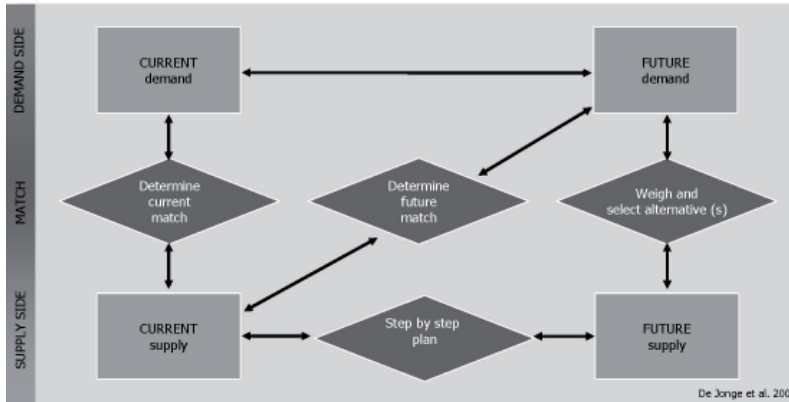 DEMAND SIDE
CURRENT
demand
FUTURE
demand
MATCH
Determine
current
match
Determine
future
match
Weigh and
select alternative (s)
SUPPLY SIDE
CURRENT
supply
Step by step
plan
FUTURE
supply
De Jonge et al. 200